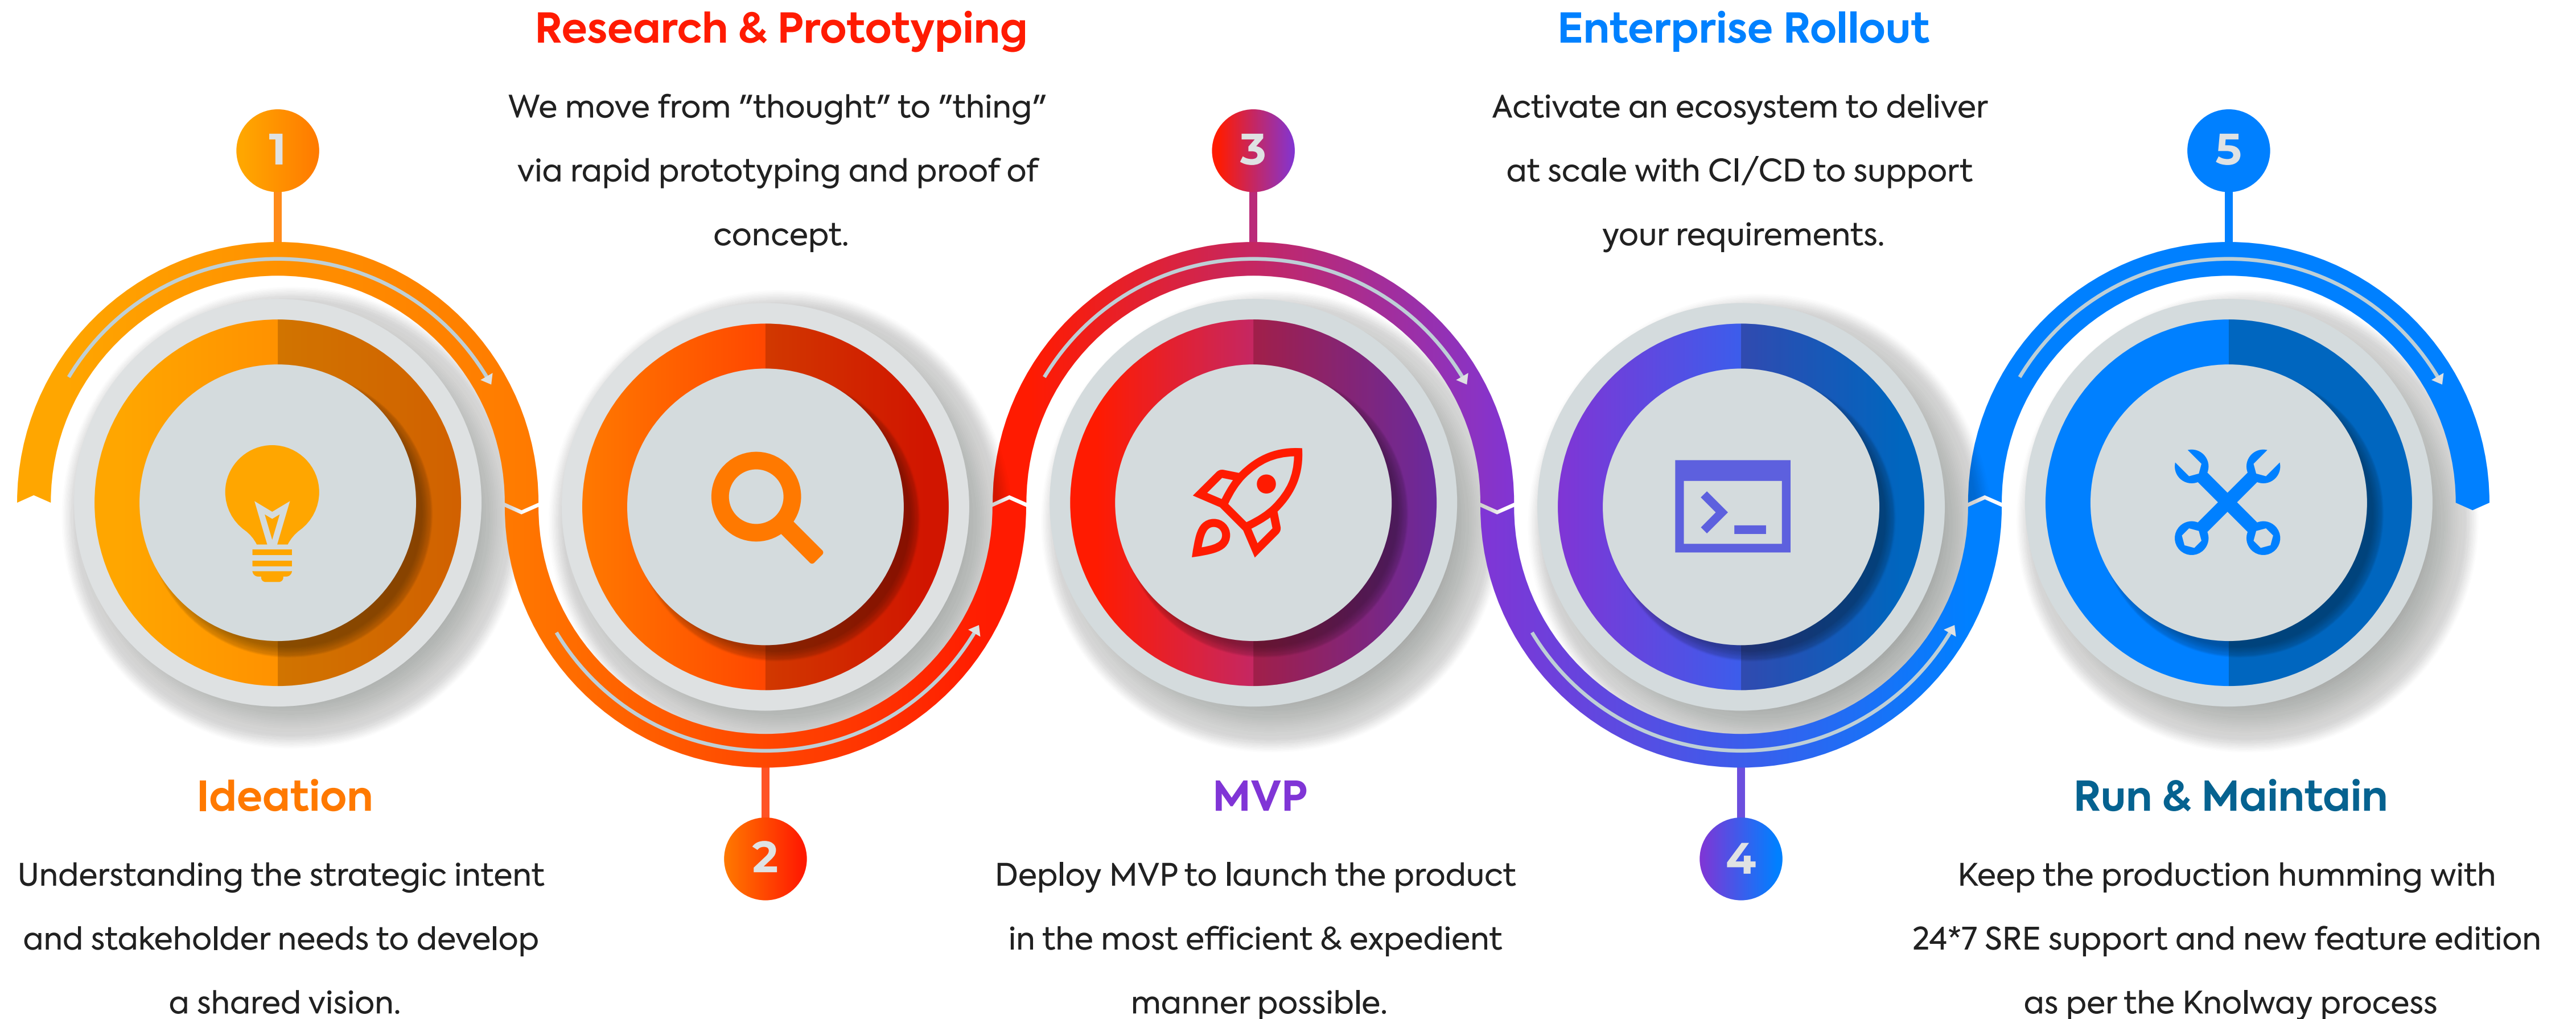 1
Ideation
Understanding the strategic intent
and stakeholder needs to develop
a shared vision.
Research & Prototyping
We move from "thought" to "thing"
via rapid prototyping and proof of
concept.
2
3
MVP
Deploy MVP to launch the product
in the most efficient & expedient
manner possible.
Enterprise Rollout
Activate an ecosystem to deliver
at scale with CI/CD to support
your requirements.
>_
4
5
Run & Maintain
Keep the production humming with
24*7 SRE support and new feature edition
as per the Knolway process